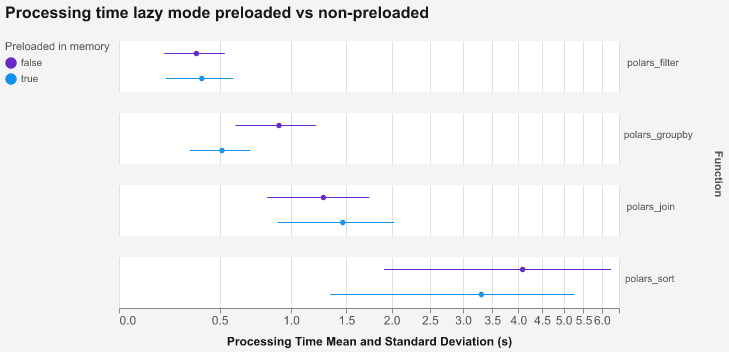 Processing time lazy mode preloaded vs non-preloaded
Preloaded in memory
false
true
polars_filter
polars_groupby
polars_join
polars_sort
Function
0.0 0.5 1.0 1.5 2.0 2.5 3.0 3.5 4.0 4.5 5.0 5.5 6.0
Processing Time Mean and Standard Deviation (s)